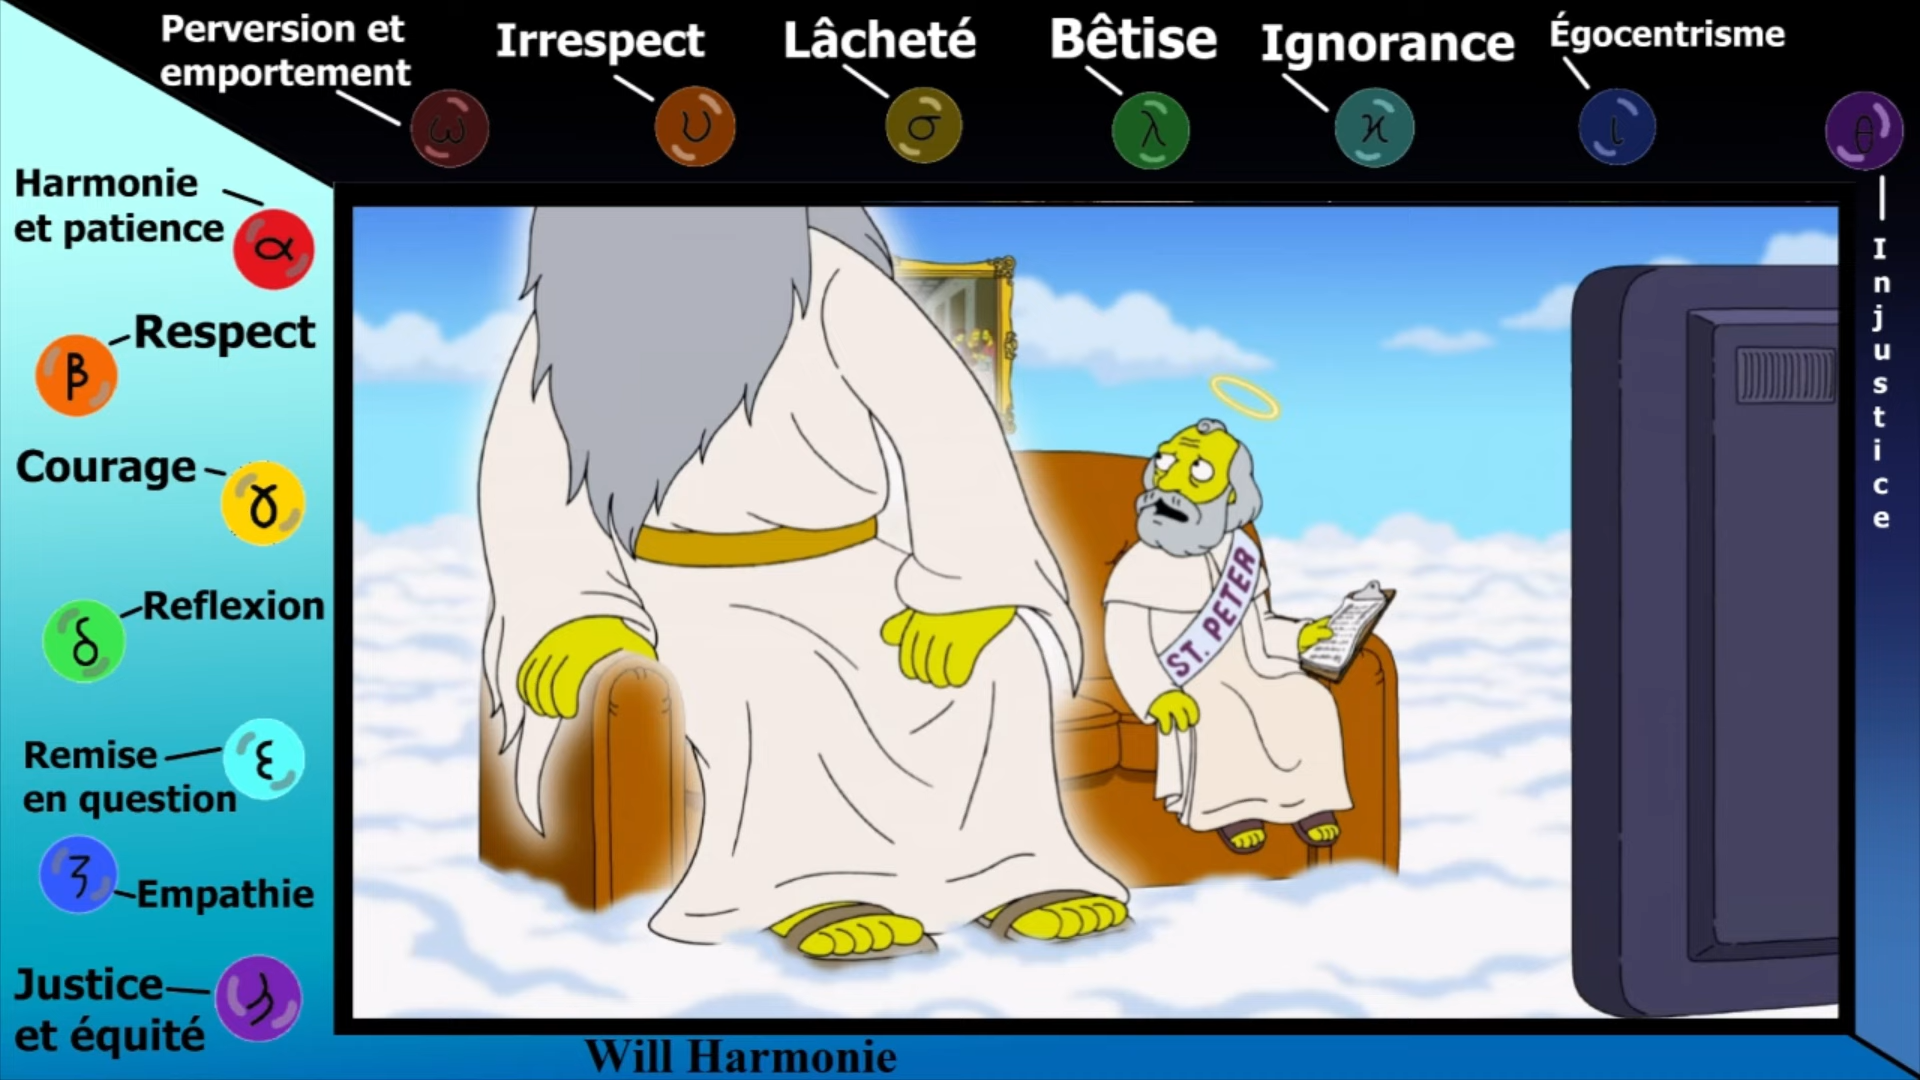 Perversion et
emportement
Irrespect
Lâcheté
Bêtise
Ignorance
Égocentrisme
ω
υ
σ
λ
ϰ
ι
θ
Injustice
Harmonie
et patience
α
Respect
β
Courage
ɣ
Reflexion
δ
Remise
en question
ε
Empathie
Justice
et équité
ST. PETER
Will Harmonie